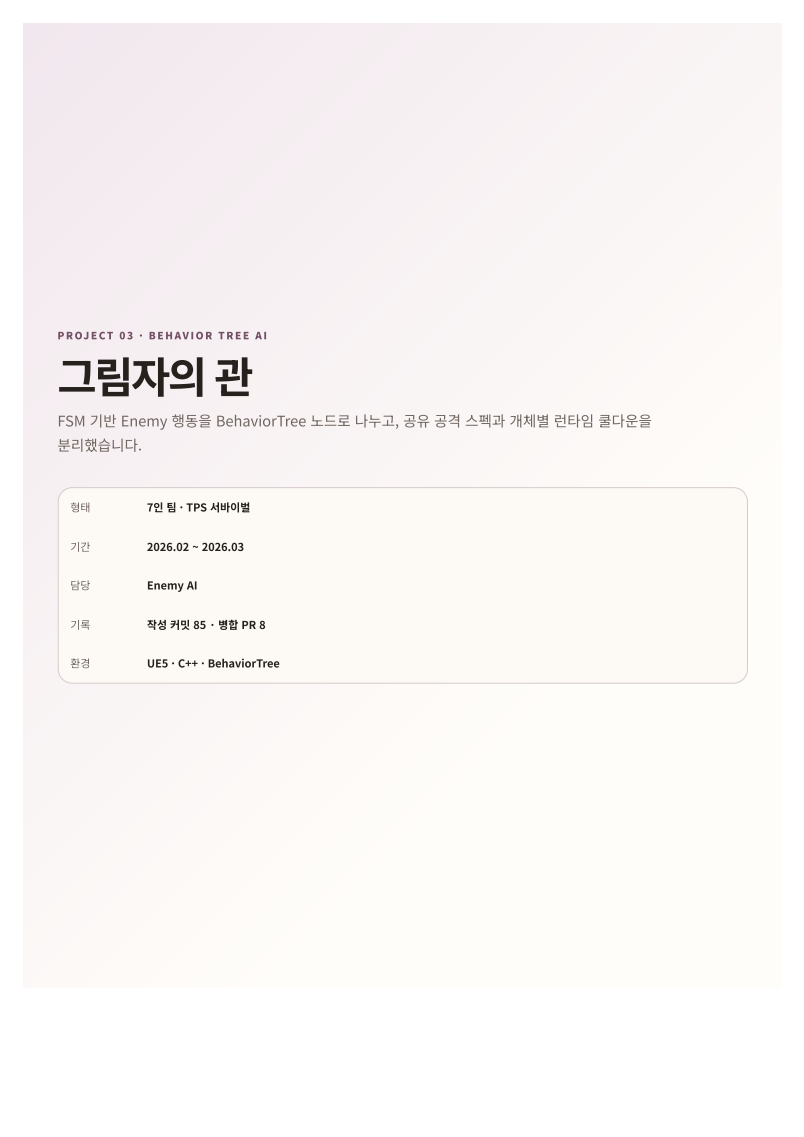 PROJECT 03 · BEHAVIOR TREE AI
그림자의 관
FSM 기반 Enemy 행동을 BehaviorTree 노드로 나누고, 공유 공격 스펙과 개체별 런타임 쿨다운을
분리했습니다.
형태 7인 팀 · TPS 서바이벌
기간 2026.02 ~ 2026.03
담당 Enemy AI
기록 작성 커밋 85 · 병합 PR 8
환경 UE5 · C++ · BehaviorTree